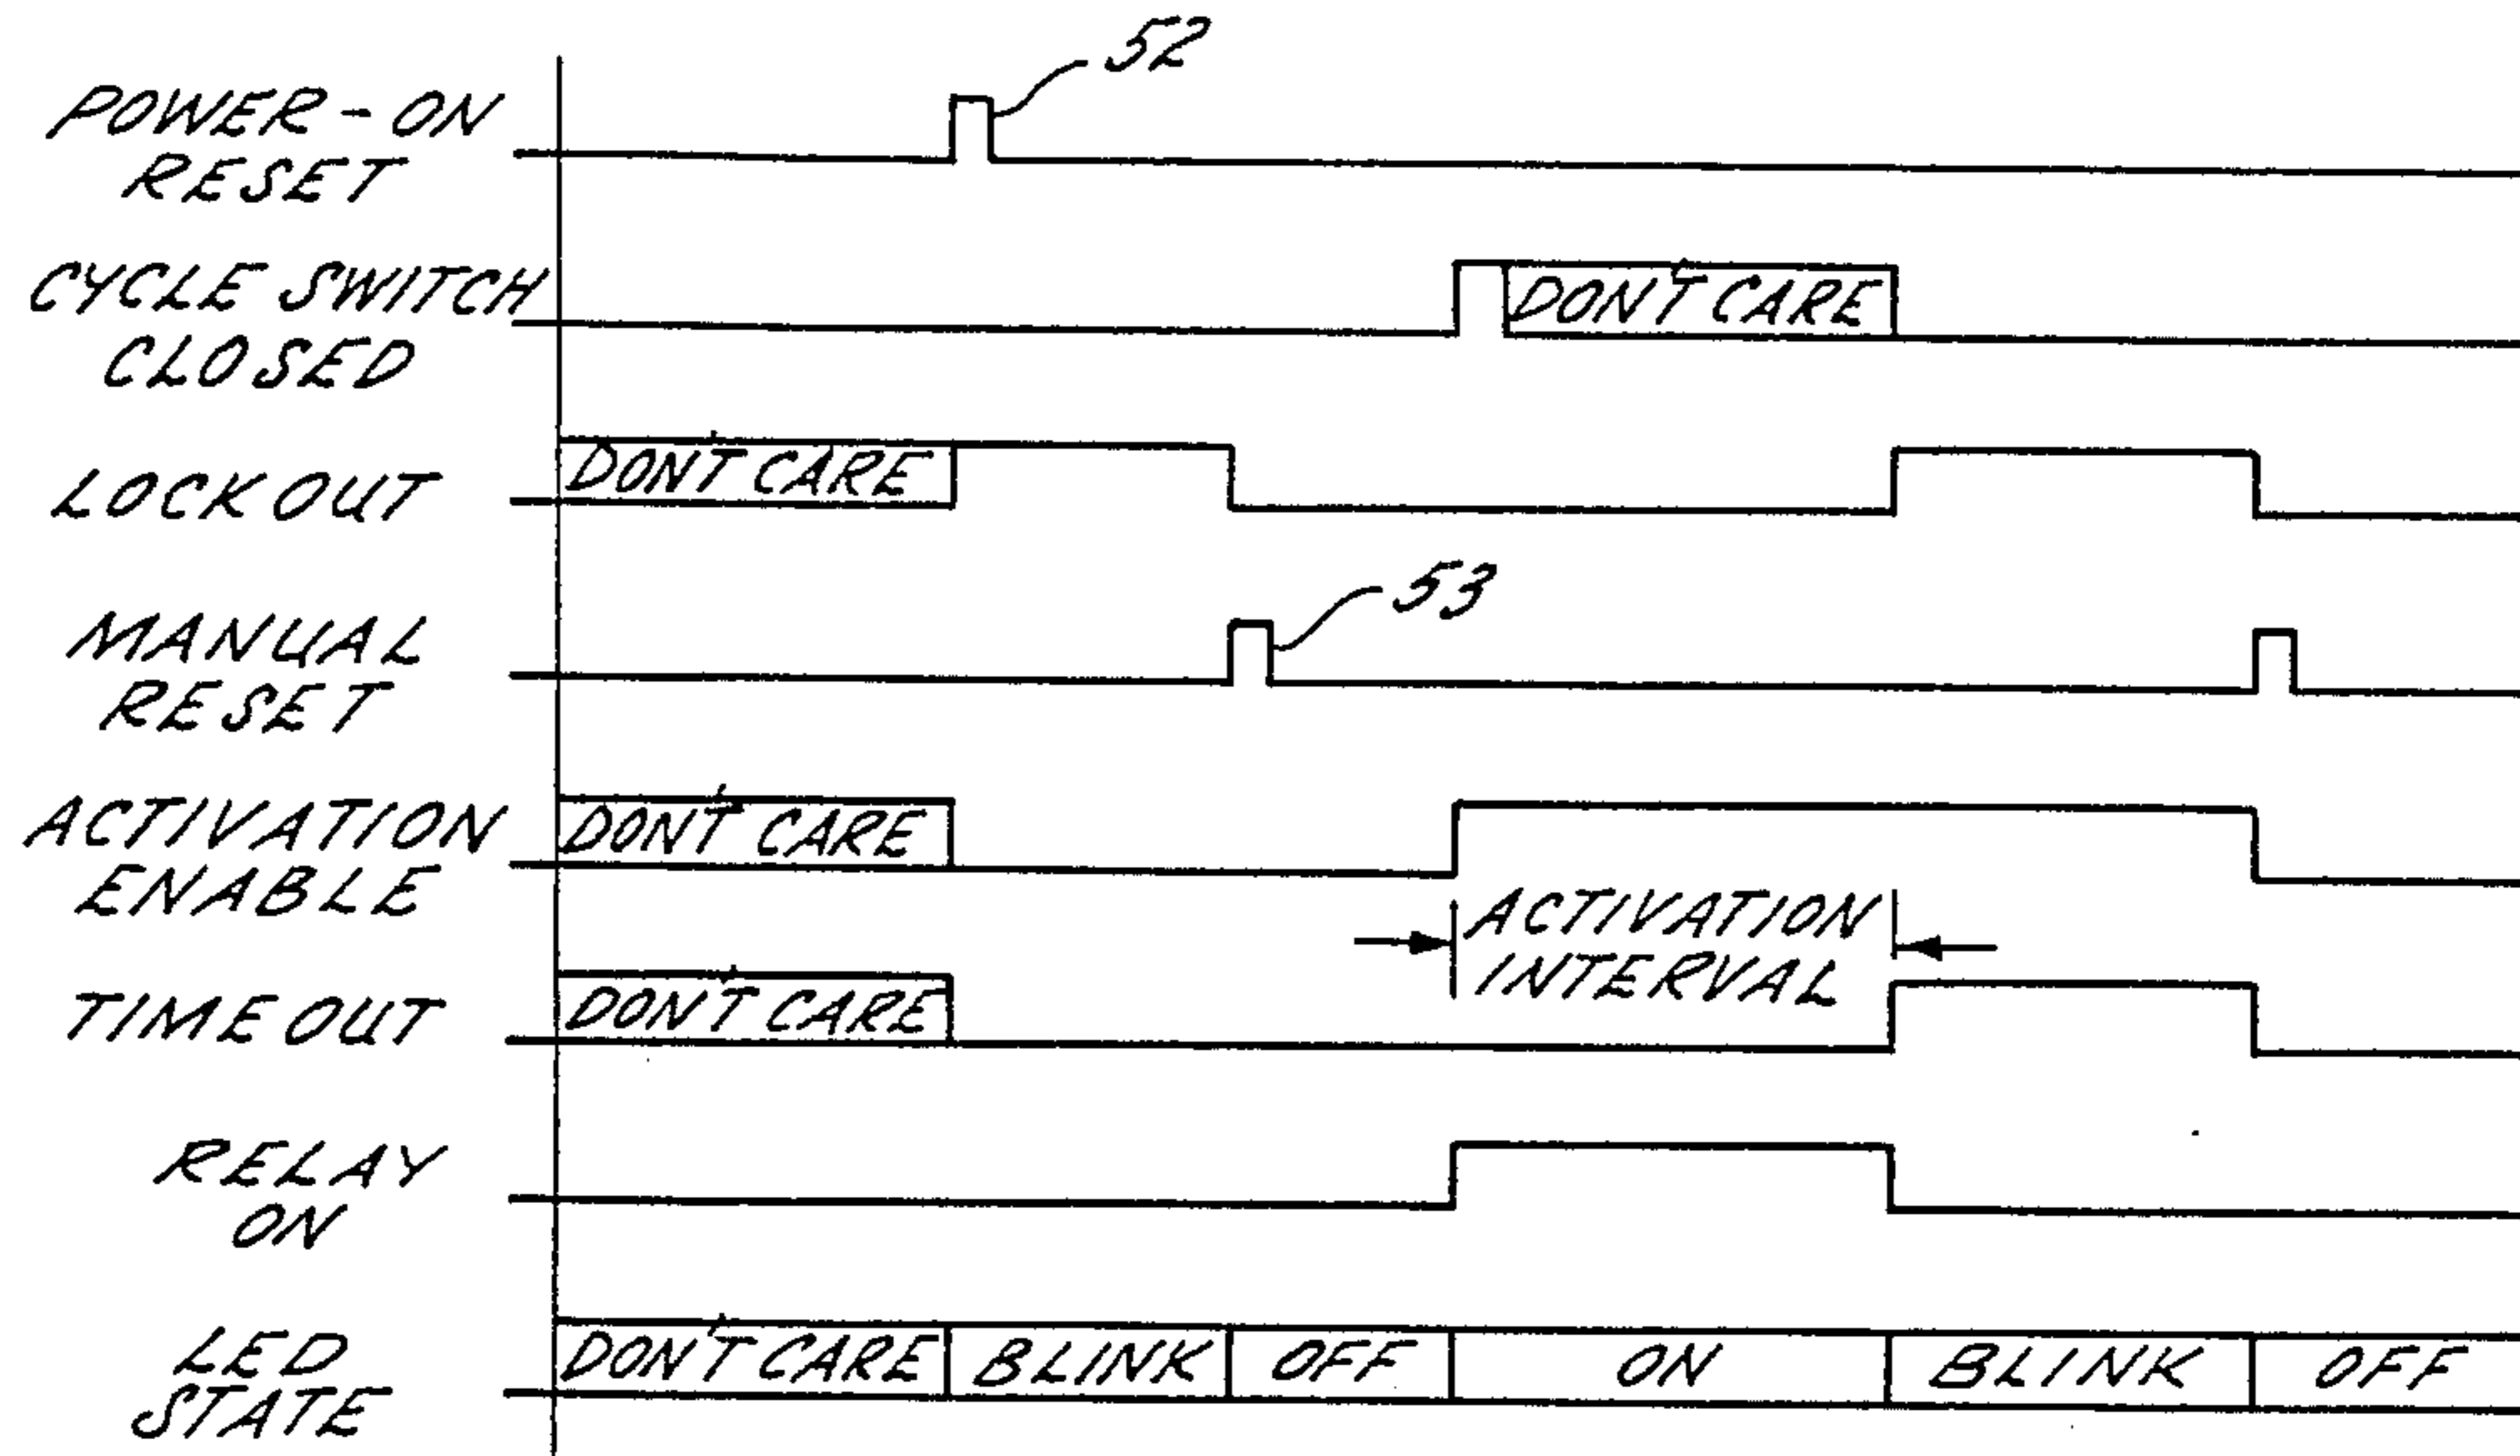 52
POWER-ON
RESET
CYCLE SWITCH
CLOSED
DON'T CARE
LOCKOUT
DON'T CARE
53
MANUAL
RESET
ACTIVATION
ENABLE
DON'T CARE
ACTIVATION
INTERVAL
TIMEOUT
DON'T CARE
RELAY
ON
LED
STATE
DON'T CARE
BLINK
OFF
ON
BLINK
OFF